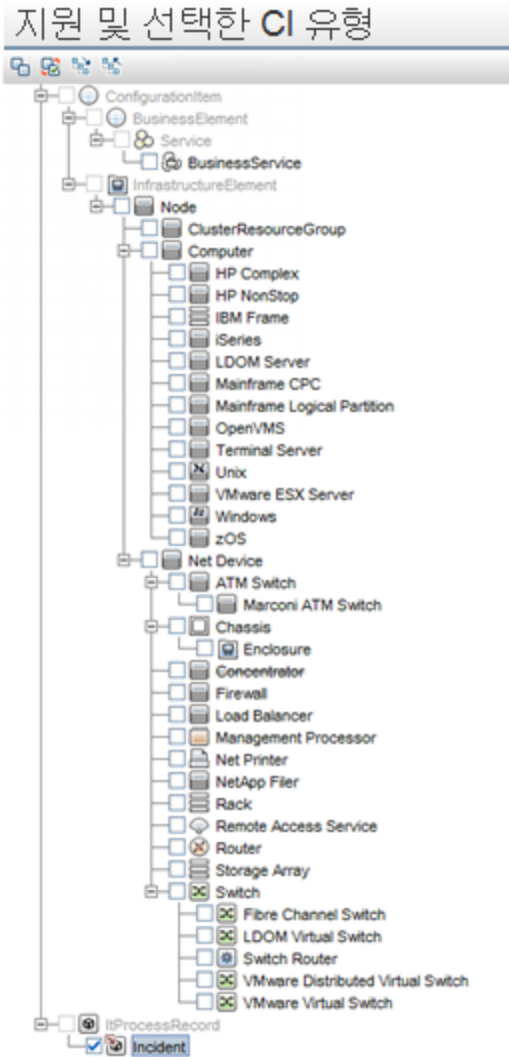 지원 및 선택한 CI 유형
ConfigurationItem
BusinessElement
Service
BusinessService
InfrastructureElement
Node
ClusterResourceGroup
Computer
HP Complex
HP NonStop
IBM Frame
iSeries
LDOM Server
Mainframe CPC
Mainframe Logical Partition
OpenVMS
Terminal Server
Unix
VMware ESX Server
Windows
zOS
Net Device
ATM Switch
Marconi ATM Switch
Chassis
Enclosure
Concentrator
Firewall
Load Balancer
Management Processor
Net Printer
NetApp Filer
Rack
Remote Access Service
Router
Storage Array
Switch
Fibre Channel Switch
LDOM Virtual Switch
Switch Router
VMware Distributed Virtual Switch
VMware Virtual Switch
ItProcessRecord
Incident